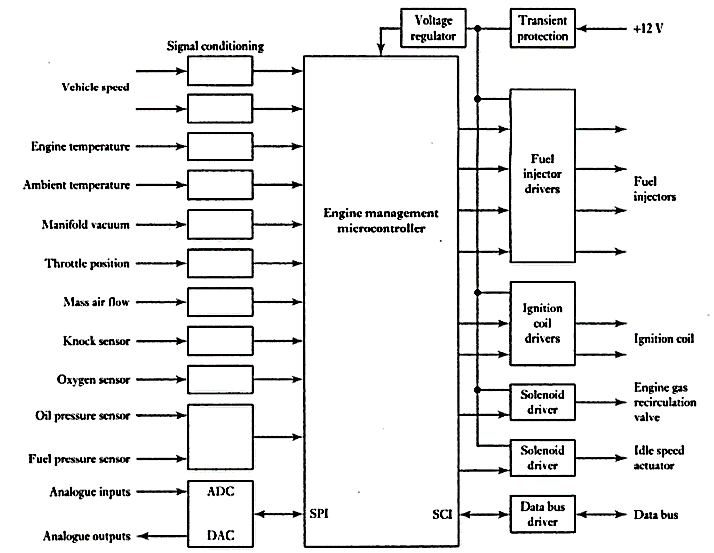 Voltage
regulator
Transient
protection
+12 V
Signal conditioning
Vehicle speed
Engine temperature
Ambient temperature
Manifold vacuum
Throttle position
Mass air flow
Knock sensor
Oxygen sensor
Oil pressure sensor
Fuel pressure sensor
Analogue inputs
Analogue outputs
ADC
DAC
Engine management
microcontroller
SPI
SCI
Fuel
injector
drivers
Fuel
injectors
Ignition
coil
drivers
Ignition coil
Solenoid
driver
Engine gas
recirculation
valve
Solenoid
driver
Idle speed
actuator
Data bus
driver
Data bus